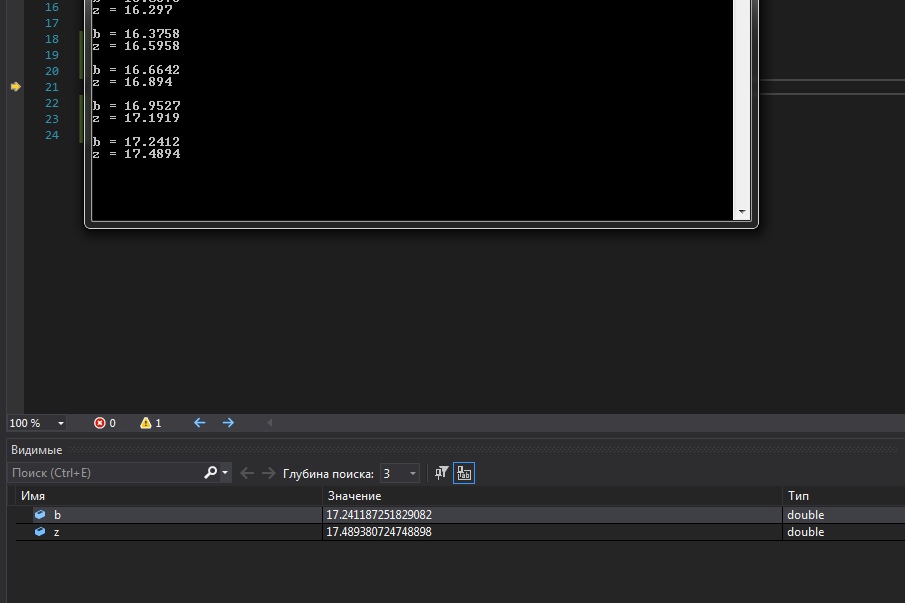 16
z = 16.297
17
18
b = 16.3758
z = 16.5958
19
20
b = 16.6642
z = 16.894
21
22
b = 16.9527
z = 17.1919
23
24
b = 17.2412
z = 17.4894
100 % 0 1
Видимые
Поиск (Ctrl+E) Глубина поиска: 3
Имя Значение Тип
b 17.241187251829082 double
z 17.489380724748898 double